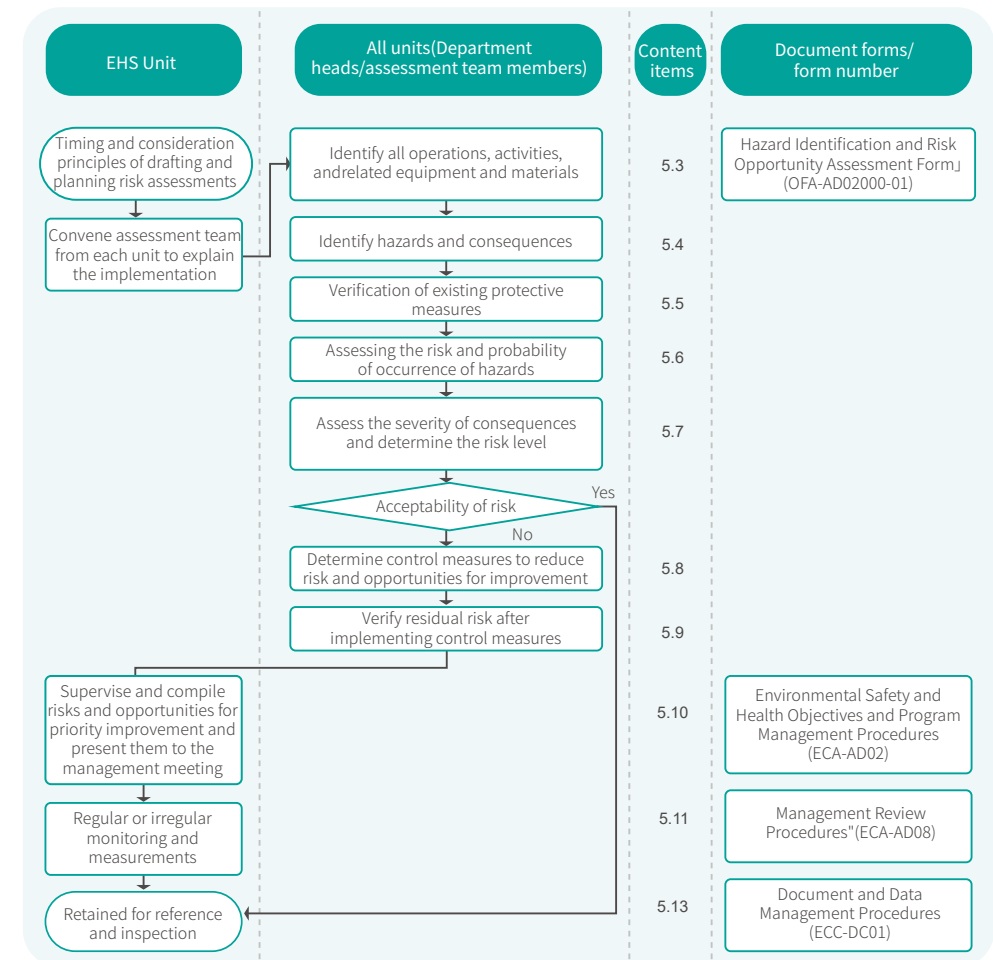 EHS Unit
All units(Department
heads/assessment team members)
Content
items
Document forms/
form number
Timing and consideration
principles of drafting and
planning risk assessments
Convene assessment team
from each unit to explain
the implementation
Identify all operations, activities,
andrelated equipment and materials
5.3
Hazard Identification and Risk
Opportunity Assessment Form」
(OFA-AD02000-01)
Identify hazards and consequences
5.4
Verification of existing protective
measures
5.5
Assessing the risk and probability
of occurrence of hazards
5.6
Assess the severity of consequences
and determine the risk level
5.7
Acceptability of risk
Yes
No
Determine control measures to reduce
risk and opportunities for improvement
5.8
Verify residual risk after
implementing control measures
5.9
Supervise and compile
risks and opportunities for
priority improvement and
present them to the
management meeting
5.10
Environmental Safety and
Health Objectives and Program
Management Procedures
(ECA-AD02)
Regular or irregular
monitoring and
measurements
5.11
Management Review
Procedures"(ECA-AD08)
Retained for reference
and inspection
5.13
Document and Data
Management Procedures
(ECC-DC01)